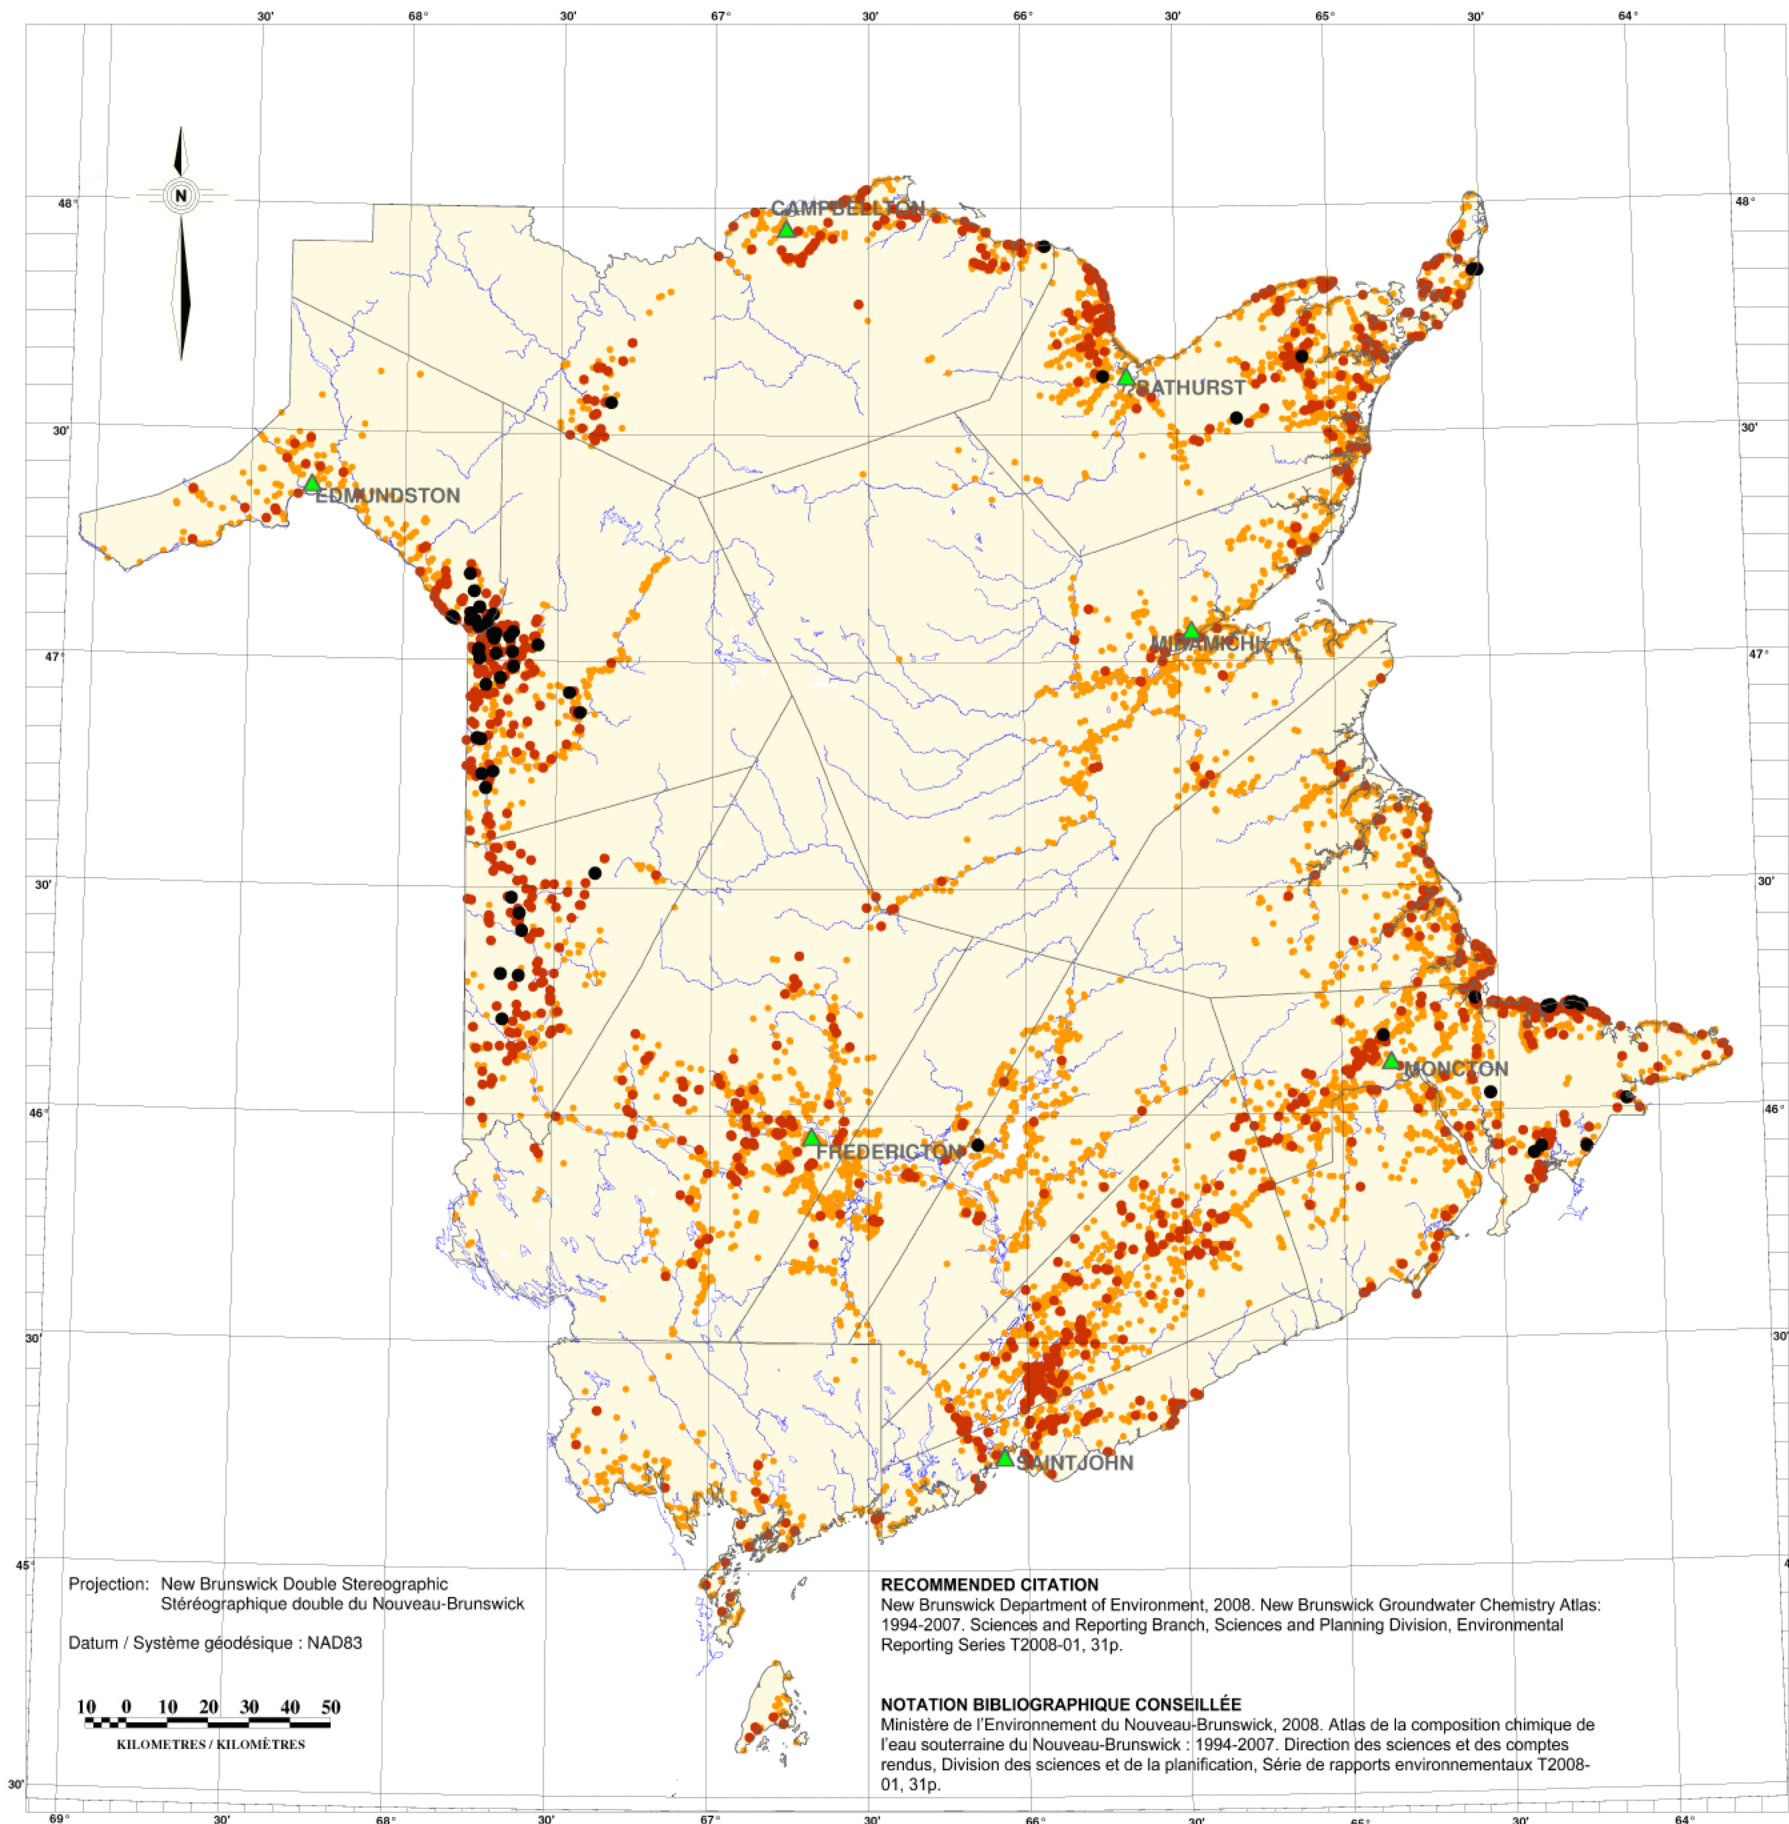 30' 68° 30' 67° 30' 66° 30' 65° 30' 64°
N
48° CAMPBELLTON 48°
BATHURST
30' 30'
EDMUNDSTON
MIRAMICHI
47° 47°
30' 30'
MONCTON
46° 46°
FREDERICTON
30' 30'
SAINT JOHN
45°
Projection: New Brunswick Double Stereographic
Stéréographique double du Nouveau-Brunswick
Datum / Système géodésique : NAD83
10 0 10 20 30 40 50
KILOMETRES / KILOMÈTRES
RECOMMENDED CITATION
New Brunswick Department of Environment, 2008. New Brunswick Groundwater Chemistry Atlas:
1994-2007. Sciences and Reporting Branch, Sciences and Planning Division, Environmental
Reporting Series T2008-01, 31p.
NOTATION BIBLIOGRAPHIQUE CONSEILLÉE
Ministère de l'Environnement du Nouveau-Brunswick, 2008. Atlas de la composition chimique de
l'eau souterraine du Nouveau-Brunswick : 1994-2007. Direction des sciences et des comptes
rendus, Division des sciences et de la planification, Série de rapports environnementaux T2008-
01, 31p.
30'
69° 30' 68° 30' 67° 30' 66° 30' 65° 30' 64°